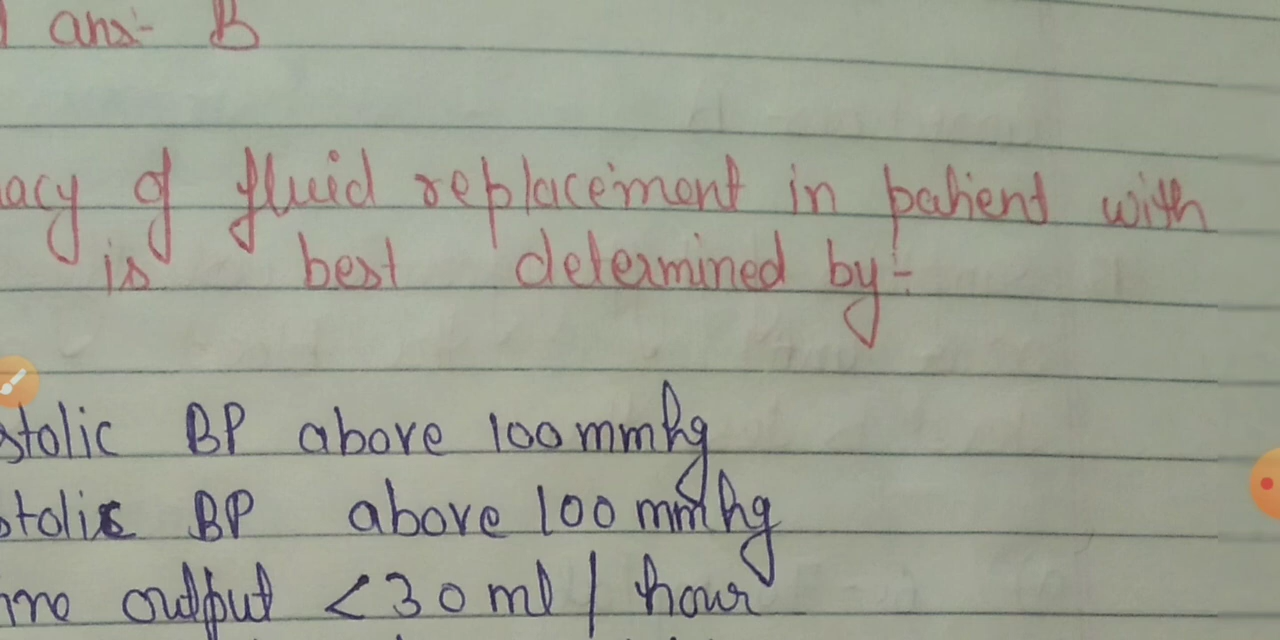 ans:- B
acy of fluid replacement in patient with
is best determined by:-
stolic BP above 100 mmhg
stolic BP above 100 mmhg
ine output <30 ml / hour